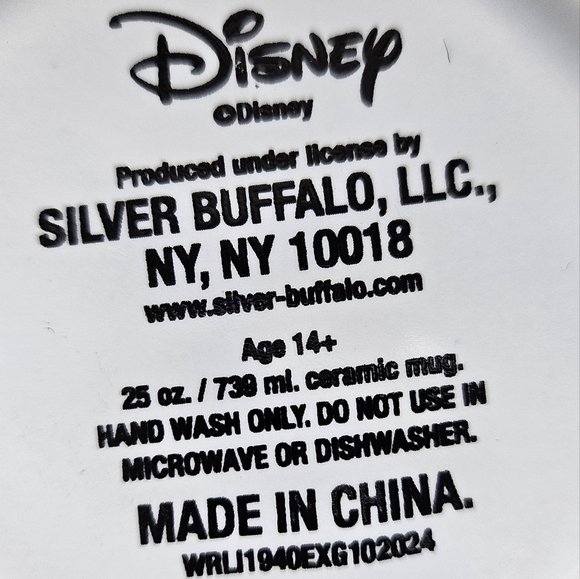 Disney
©Disney
Produced under license by
SILVER BUFFALO, LLC.,
NY, NY 10018
www.silver-buffalo.com
Age 14+
25 oz. / 739 ml. ceramic mug.
HAND WASH ONLY. DO NOT USE IN
MICROWAVE OR DISHWASHER.
MADE IN CHINA.
WRLI1940EXG102024